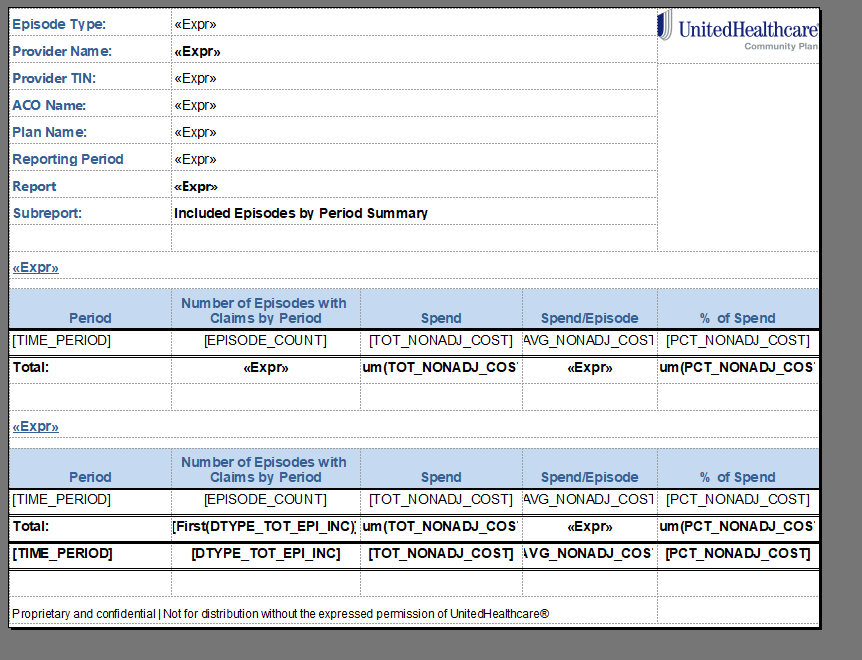 Episode Type: «Expr»
UnitedHealthcare®
Community Plan
Provider Name: «Expr»
Provider TIN: «Expr»
ACO Name: «Expr»
Plan Name: «Expr»
Reporting Period «Expr»
Report «Expr»
Subreport: Included Episodes by Period Summary
«Expr»
Period Number of Episodes with Claims by Period Spend Spend/Episode % of Spend
[TIME_PERIOD] [EPISODE_COUNT] [TOT_NONADJ_COST] AVG_NONADJ_COST [PCT_NONADJ_COST]
Total: «Expr» um(TOT_NONADJ_COS «Expr» um(PCT_NONADJ_COS
«Expr»
Period Number of Episodes with Claims by Period Spend Spend/Episode % of Spend
[TIME_PERIOD] [EPISODE_COUNT] [TOT_NONADJ_COST] AVG_NONADJ_COST [PCT_NONADJ_COST]
Total: [First(DTYPE_TOT_EPI_INC)] um(TOT_NONADJ_COS «Expr» um(PCT_NONADJ_COS
[TIME_PERIOD] [DTYPE_TOT_EPI_INC] [TOT_NONADJ_COST] AVG_NONADJ_COS [PCT_NONADJ_COST]
Proprietary and confidential | Not for distribution without the expressed permission of UnitedHealthcare®